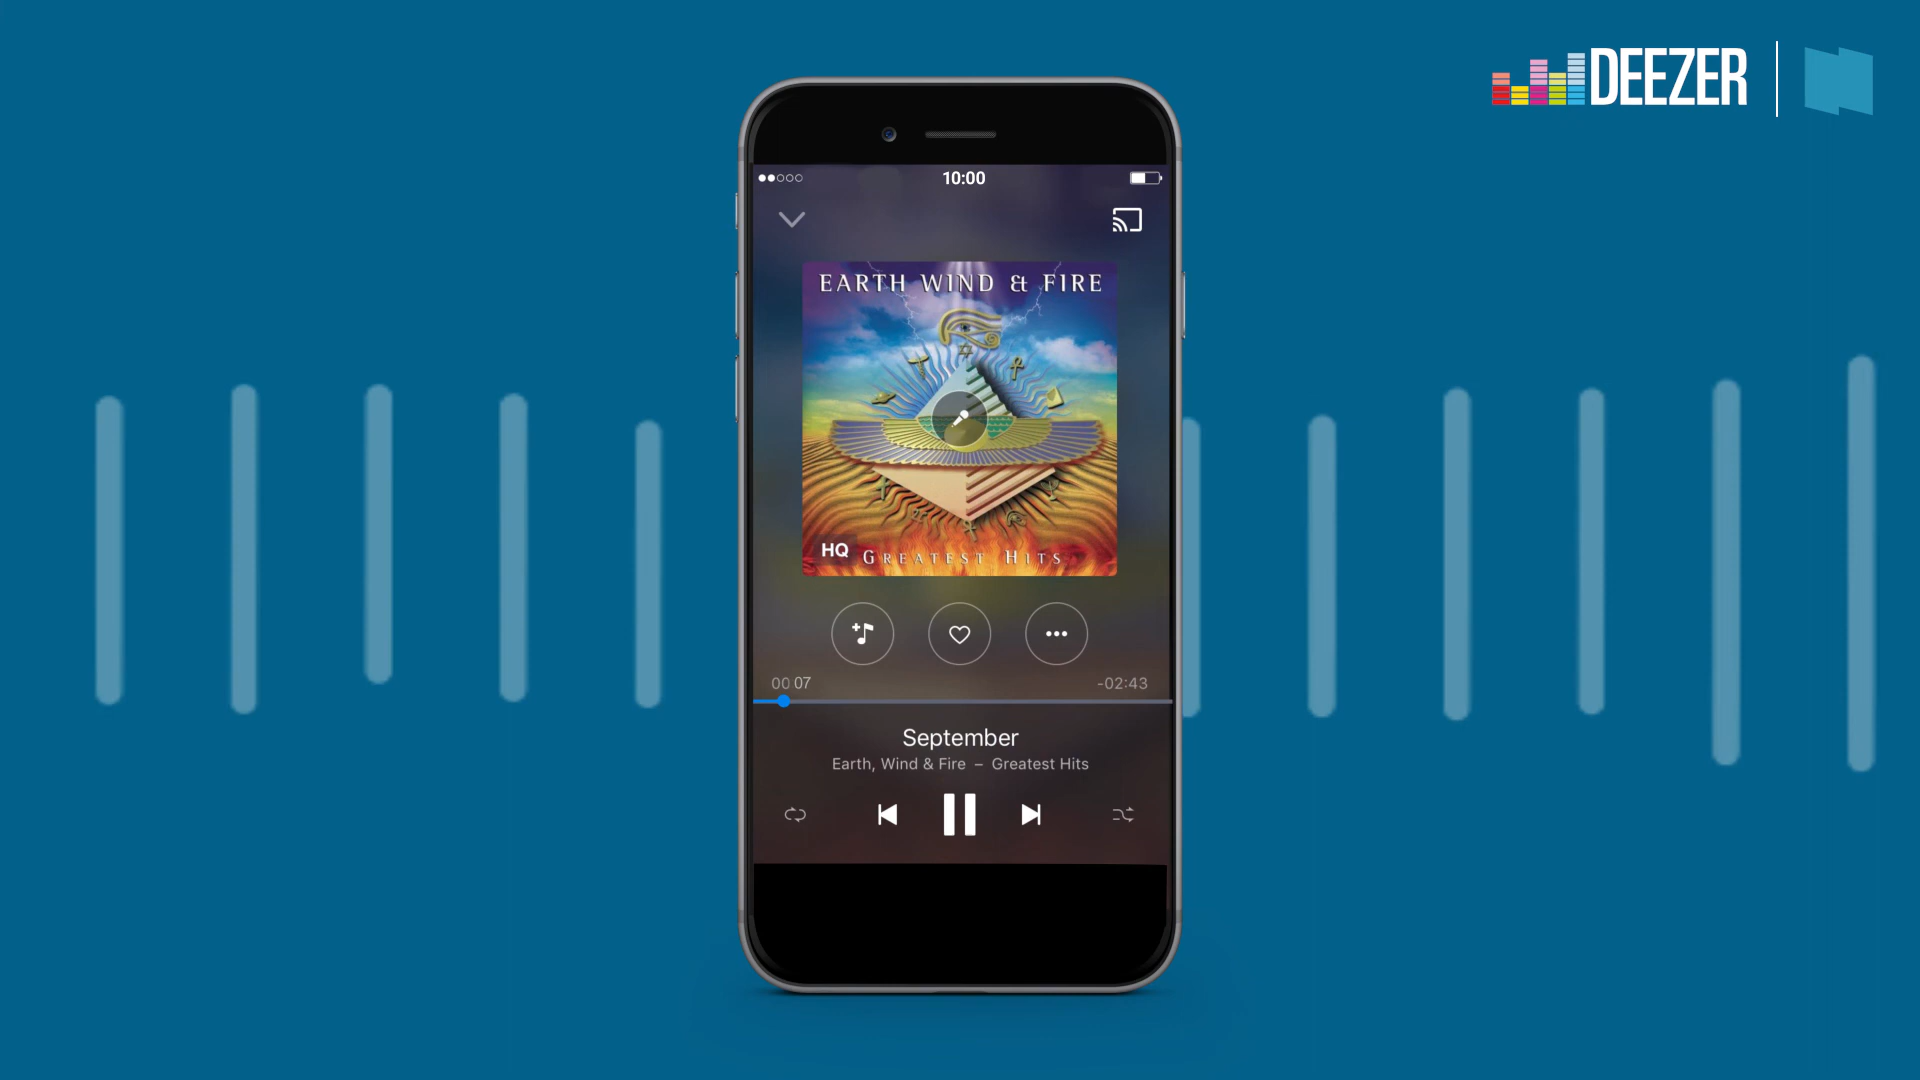 DEEZER
10:00
EARTH WIND & FIRE
HQ
GREATEST HITS
00 07
-02:43
September
Earth, Wind & Fire – Greatest Hits